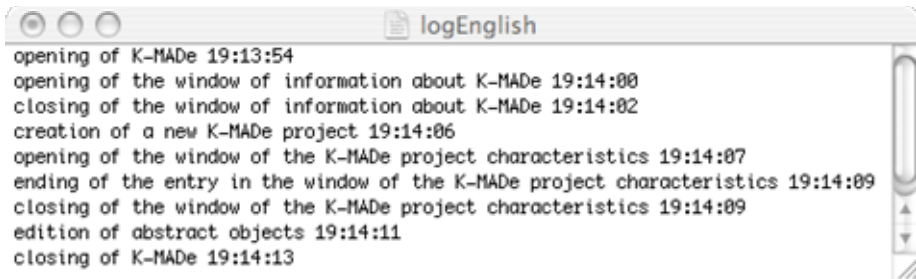 logEnglish
opening of K-MADe 19:13:54
opening of the window of information about K-MADe 19:14:00
closing of the window of information about K-MADe 19:14:02
creation of a new K-MADe project 19:14:06
opening of the window of the K-MADe project characteristics 19:14:07
ending of the entry in the window of the K-MADe project characteristics 19:14:09
closing of the window of the K-MADe project characteristics 19:14:09
edition of abstract objects 19:14:11
closing of K-MADe 19:14:13